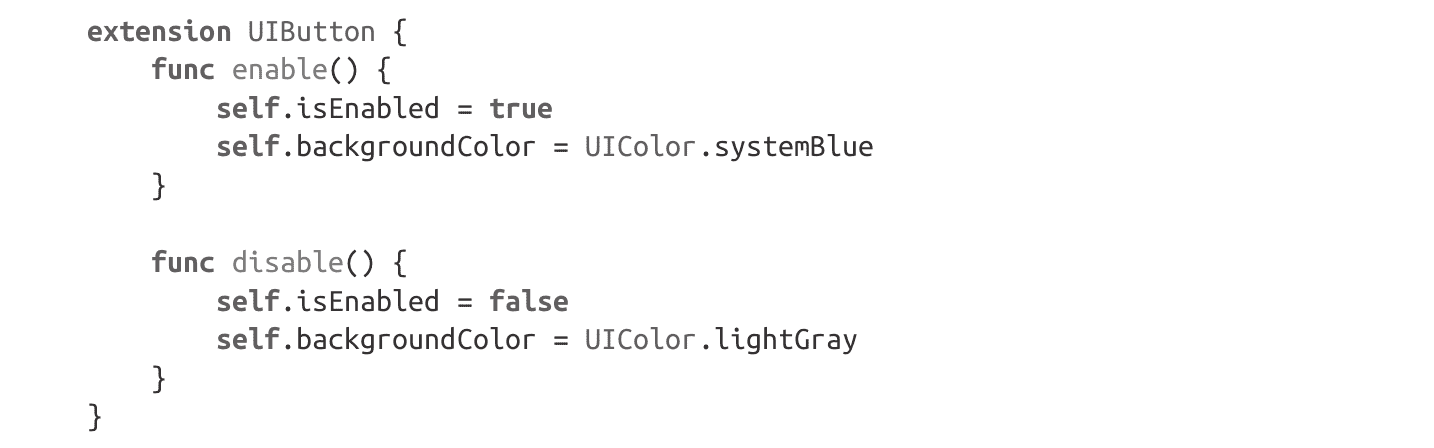 extension UIButton {
    func enable() {
        self.isEnabled = true
        self.backgroundColor = UIColor.systemBlue
    }

    func disable() {
        self.isEnabled = false
        self.backgroundColor = UIColor.lightGray
    }
}